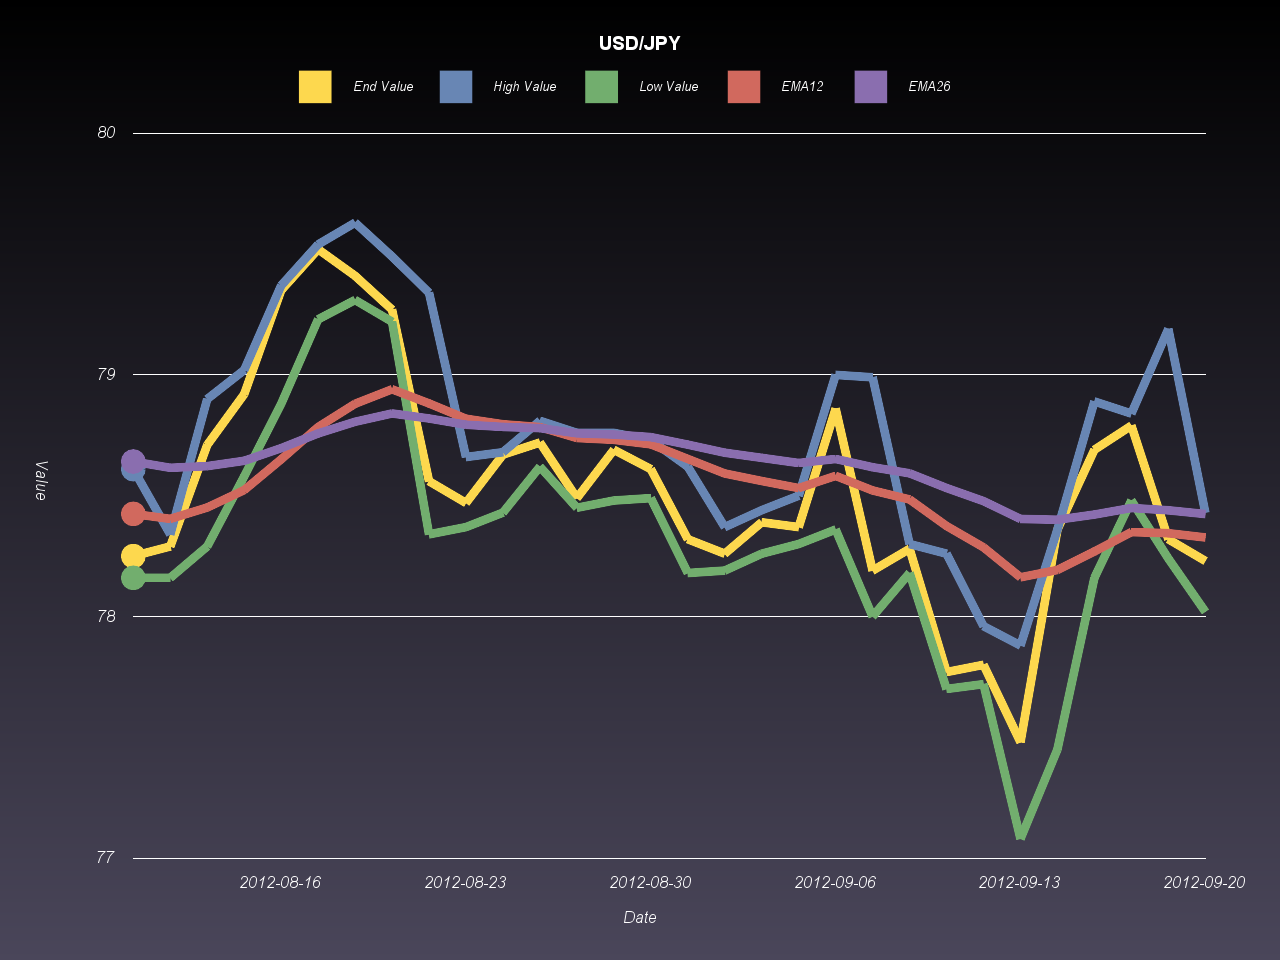 USD/JPY
End Value
High Value
Low Value
EMA12
EMA26
80
79
78
77
Value
2012-08-16
2012-08-23
2012-08-30
2012-09-06
2012-09-13
2012-09-20
Date